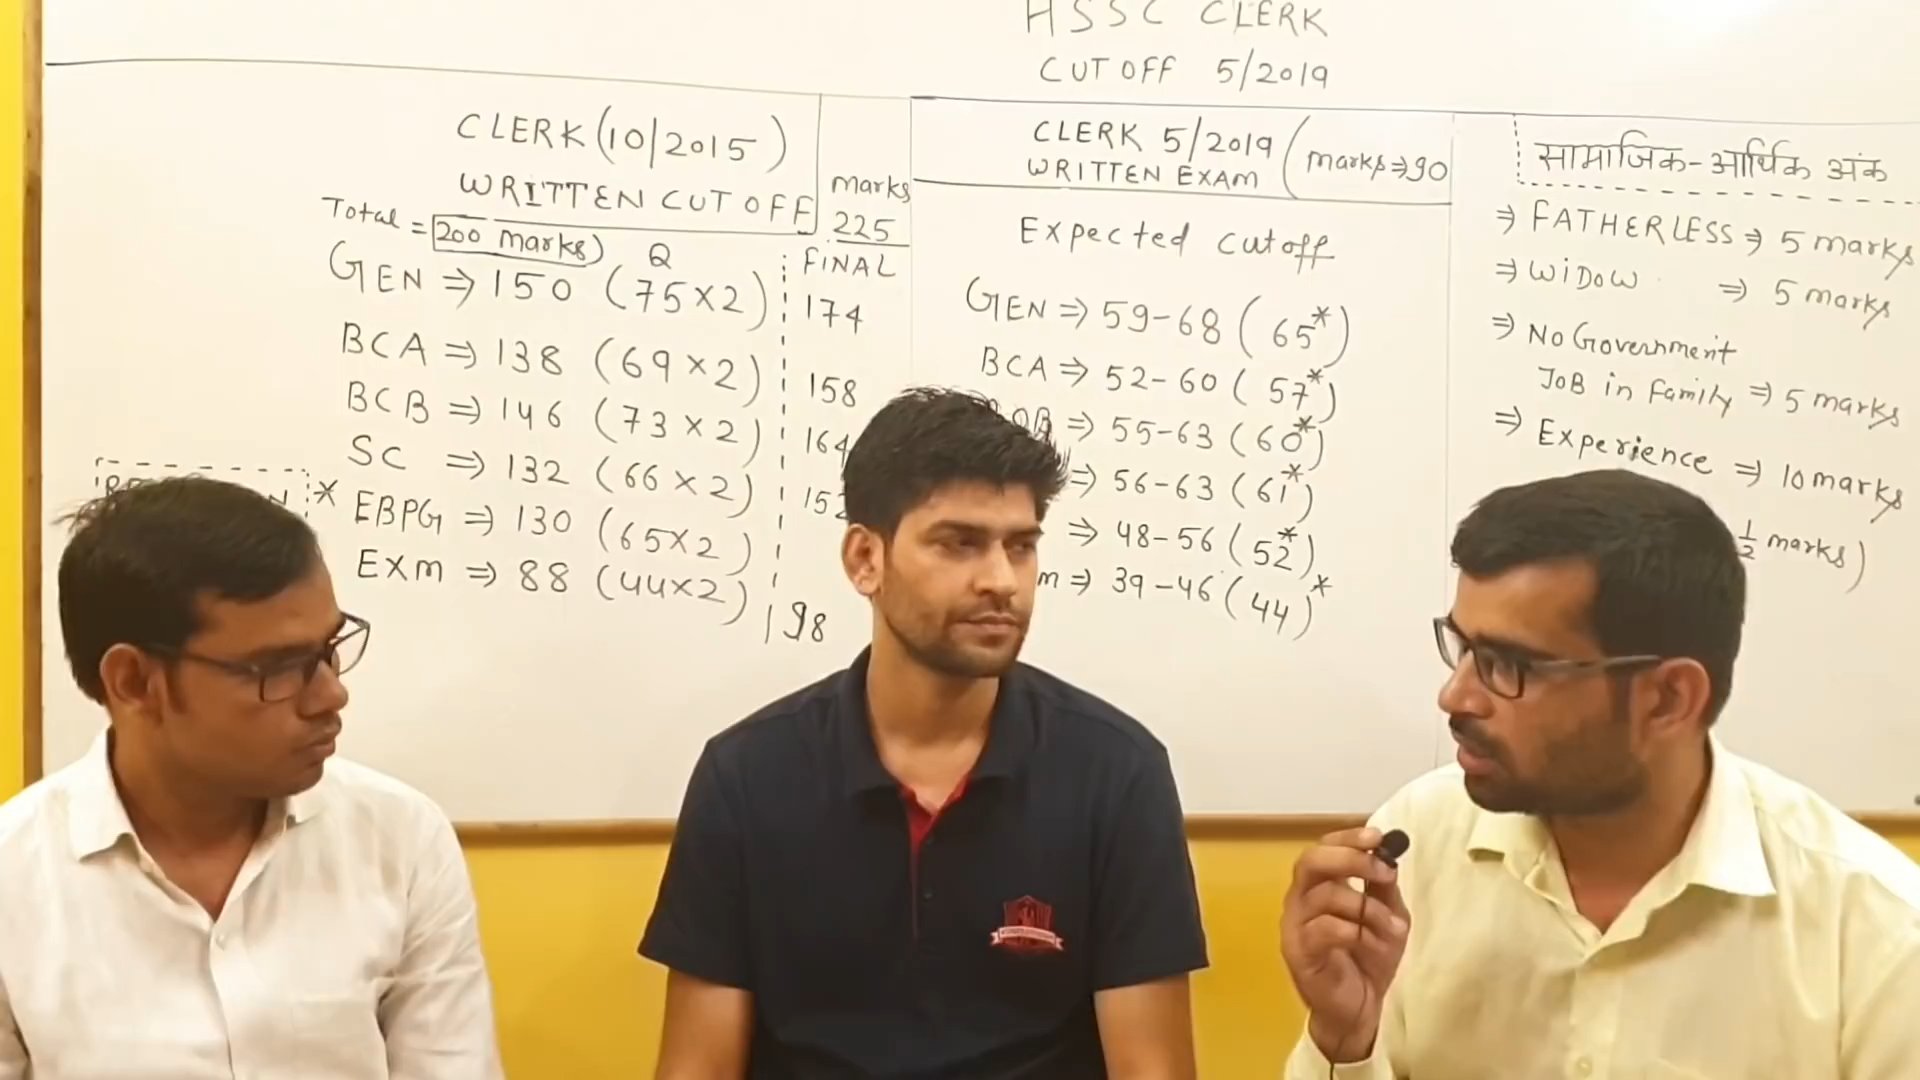 HSSC CLERK
CUT OFF 5/2019
CLERK (10/2015)
WRITTEN CUT OFF
Total = 200 marks)
Q
marks
225
FINAL
GEN ⇒ 150 (75×2) 174
BCA ⇒ 138 (69×2) 158
BCB ⇒ 146 (73×2) 164
SC ⇒ 132 (66×2) 152
* EBPG ⇒ 130 (65×2)
EXM ⇒ 88 (44×2)
198
CLERK 5/2019
WRITTEN EXAM
(marks⇒90
Expected cutoff
GEN ⇒ 59-68 (65*)
BCA ⇒ 52-60 (57*)
⇒ 55-63 (60*)
⇒ 56-63 (61*)
⇒ 48-56 (52*)
m ⇒ 39-46 (44)*
सामाजिक-आर्थिक अंक
⇒ FATHERLESS ⇒ 5 marks
⇒ WIDOW ⇒ 5 marks
⇒ No Government
JOB in family ⇒ 5 marks
⇒ Experience ⇒ 10 marks
½ marks)